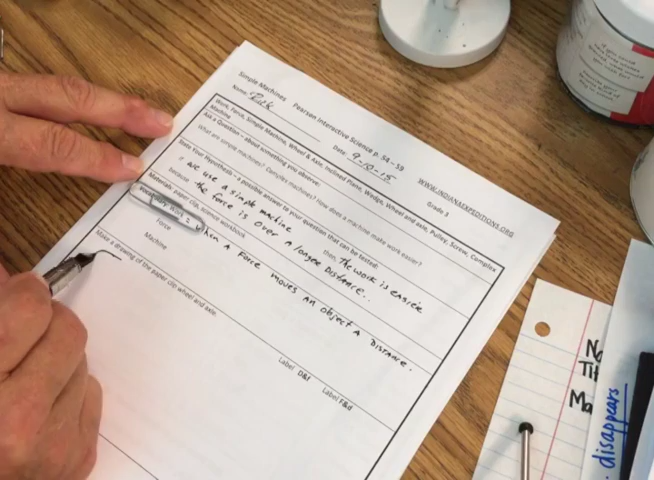 Simple Machines Pearson Interactive Science p. 58-59
WWW.INDIANAEXPEDITIONS.ORG
Name: Rick Date: 9-10-15 Grade 3
Work, Force, Simple Machine, Wheel & Axle, Inclined Plane, Wedge, Wheel and axle, Pulley, Screw, Complex
Machine
Ask a Question – about something you observe:
What are simple machines? Complex machines? How does a machine make work easier?
State Your Hypothesis – a possible answer to your question that can be tested:
If we use a simple machine then the work is easier
because the force is over a longer distance.
Materials: paper clip, science workbook
Vocabulary: Work = when a force moves an object a distance.
Force
Machine
Make a drawing of the paper clip wheel and axle.
Label D&f
Label F&d
disappears